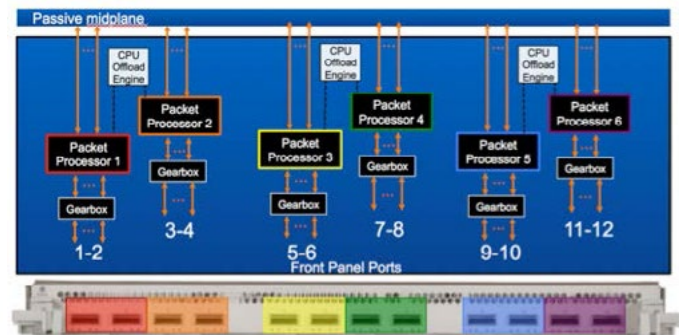 Passive midplane
CPU
Offload
Engine
CPU
Offload
Engine
CPU
Offload
Engine
Packet
Processor 1
Packet
Processor 2
Packet
Processor 3
Packet
Processor 4
Packet
Processor 5
Packet
Processor 6
Gearbox
Gearbox
Gearbox
Gearbox
Gearbox
Gearbox
1-2
3-4
5-6
7-8
9-10
11-12
Front Panel Ports